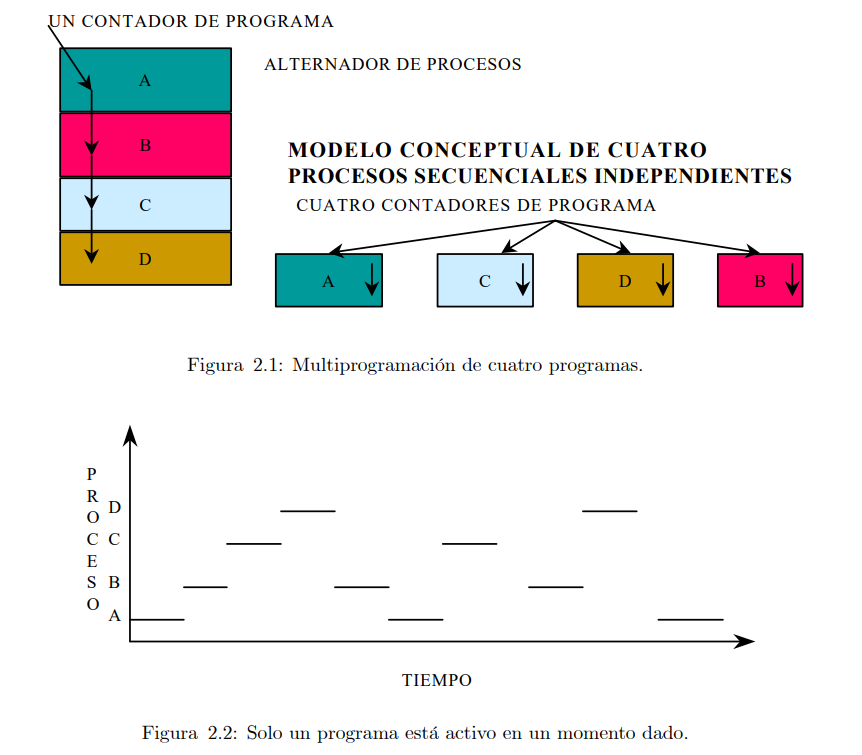 UN CONTADOR DE PROGRAMA
A
B
C
D
ALTERNADOR DE PROCESOS
MODELO CONCEPTUAL DE CUATRO
PROCESOS SECUENCIALES INDEPENDIENTES
CUATRO CONTADORES DE PROGRAMA
A C D B
Figura 2.1: Multiprogramación de cuatro programas.
PROCESO
D
C
B
A
TIEMPO
Figura 2.2: Solo un programa está activo en un momento dado.